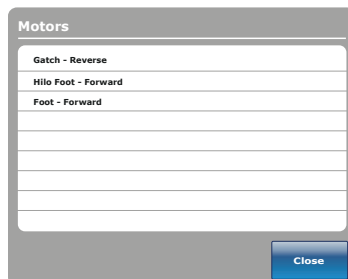 Motors
Gatch - Reverse
Hilo Foot - Forward
Foot - Forward
Close